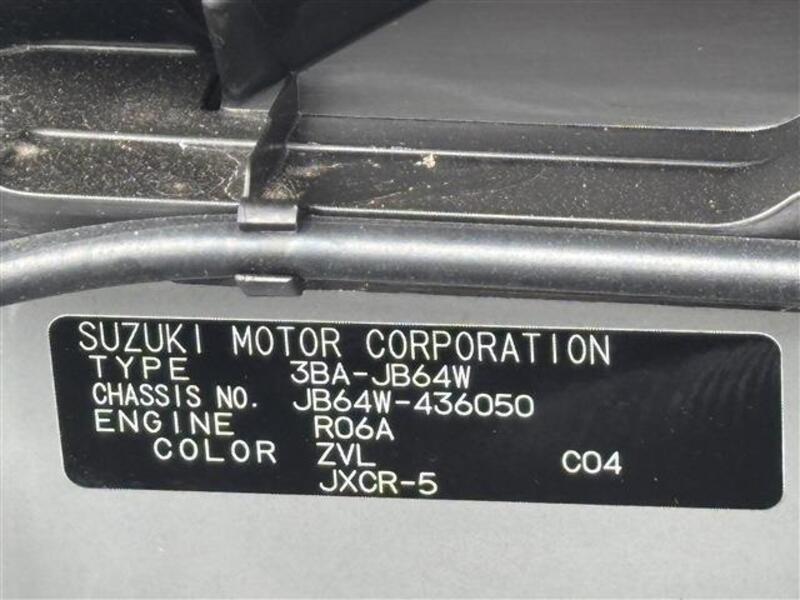 SUZUKI MOTOR CORPORATION
TYPE 3BA-JB64W
CHASSIS NO. JB64W-436050
ENGINE R06A
COLOR ZVL C04
JXCR-5